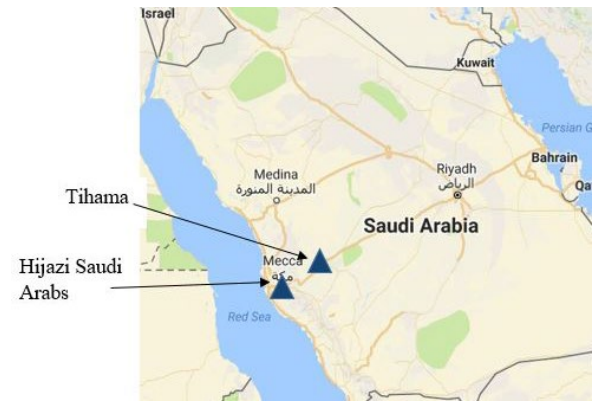 Israel
Kuwait
Persian G
Bahrain
Qa
Medina
المدينة المنورة
Riyadh
الرياض
Tihama
Saudi Arabia
Mecca
مكة
Hijazi Saudi
Arabs
Red Sea